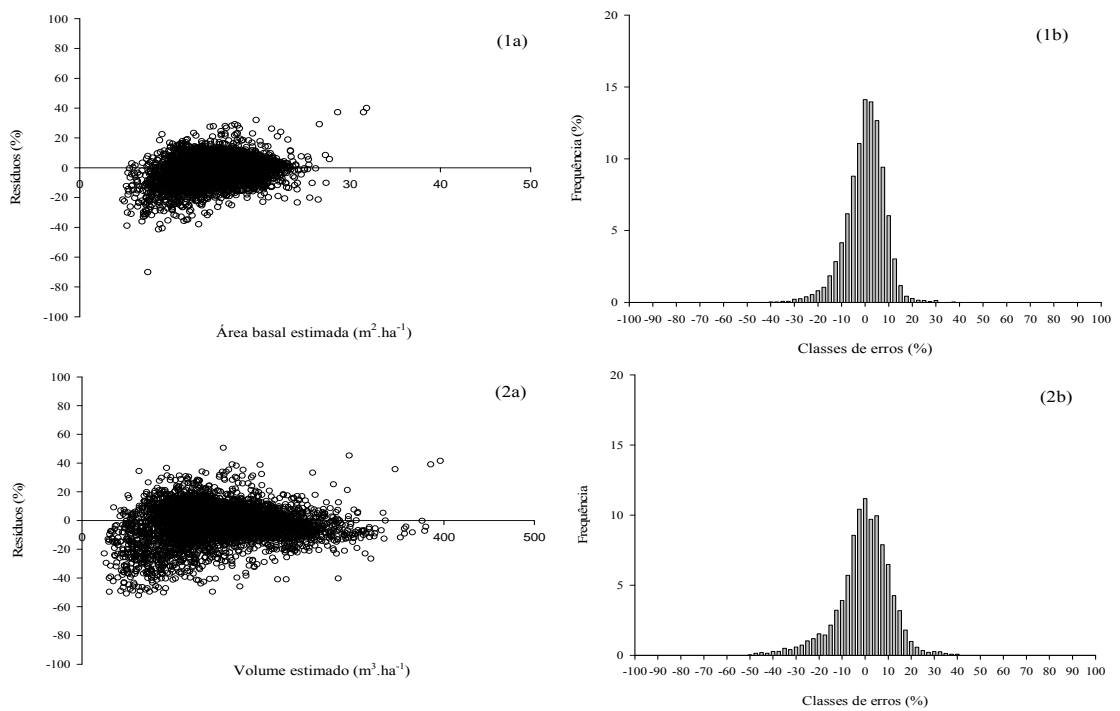 (1a)
100
80
60
40
20
0
-20
-40
-60
-80
-100
0
30
40
50
Resíduos (%)
Área basal estimada (m².ha⁻¹)
(1b)
20
15
10
5
0
-100 -90 -80 -70 -60 -50 -40 -30 -20 -10 0 10 20 30 40 50 60 70 80 90 100
Frequência (%)
Classes de erros (%)
(2a)
100
80
60
40
20
0
-20
-40
-60
-80
-100
0
400
500
Resíduos (%)
Volume estimado (m³.ha⁻¹)
(2b)
20
15
10
5
0
-100 -90 -80 -70 -60 -50 -40 -30 -20 -10 0 10 20 30 40 50 60 70 80 90 100
Frequência
Classes de erros (%)